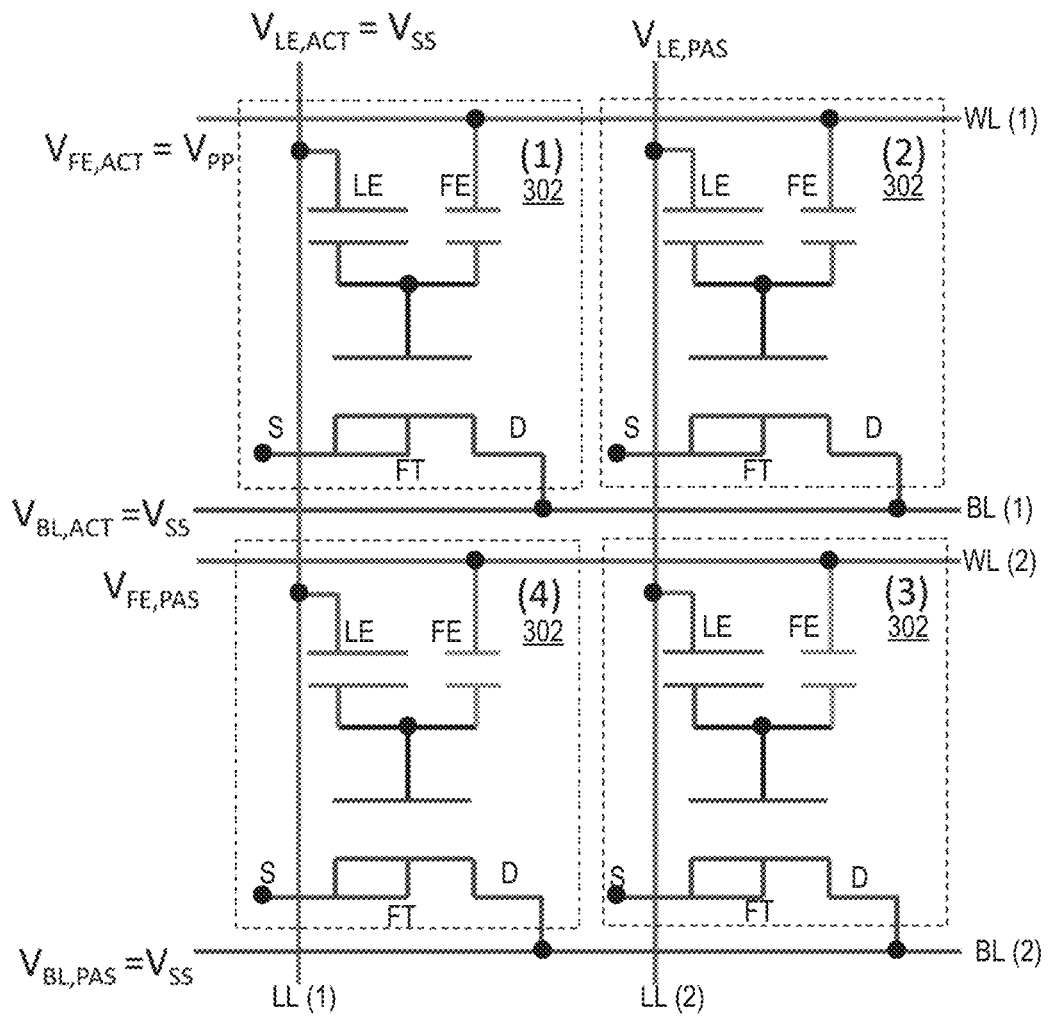 V_LE,ACT = V_SS
V_LE,PAS
WL (1)
V_FE,ACT = V_PP
(1)
302
(2)
302
LE
FE
LE
FE
S
D
S
D
FT
FT
V_BL,ACT =V_SS
BL (1)
WL (2)
V_FE,PAS
(4)
302
(3)
302
LE
FE
LE
FE
S
D
S
D
FT
FT
V_BL,PAS =V_SS
BL (2)
LL (1)
LL (2)